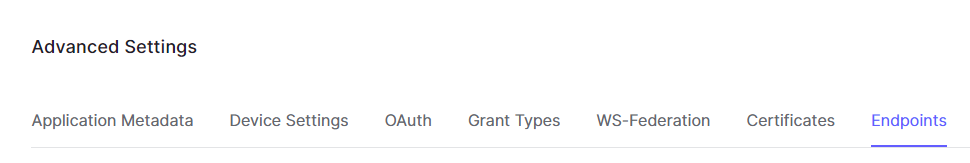 Advanced Settings
Application Metadata Device Settings OAuth Grant Types WS-Federation Certificates Endpoints